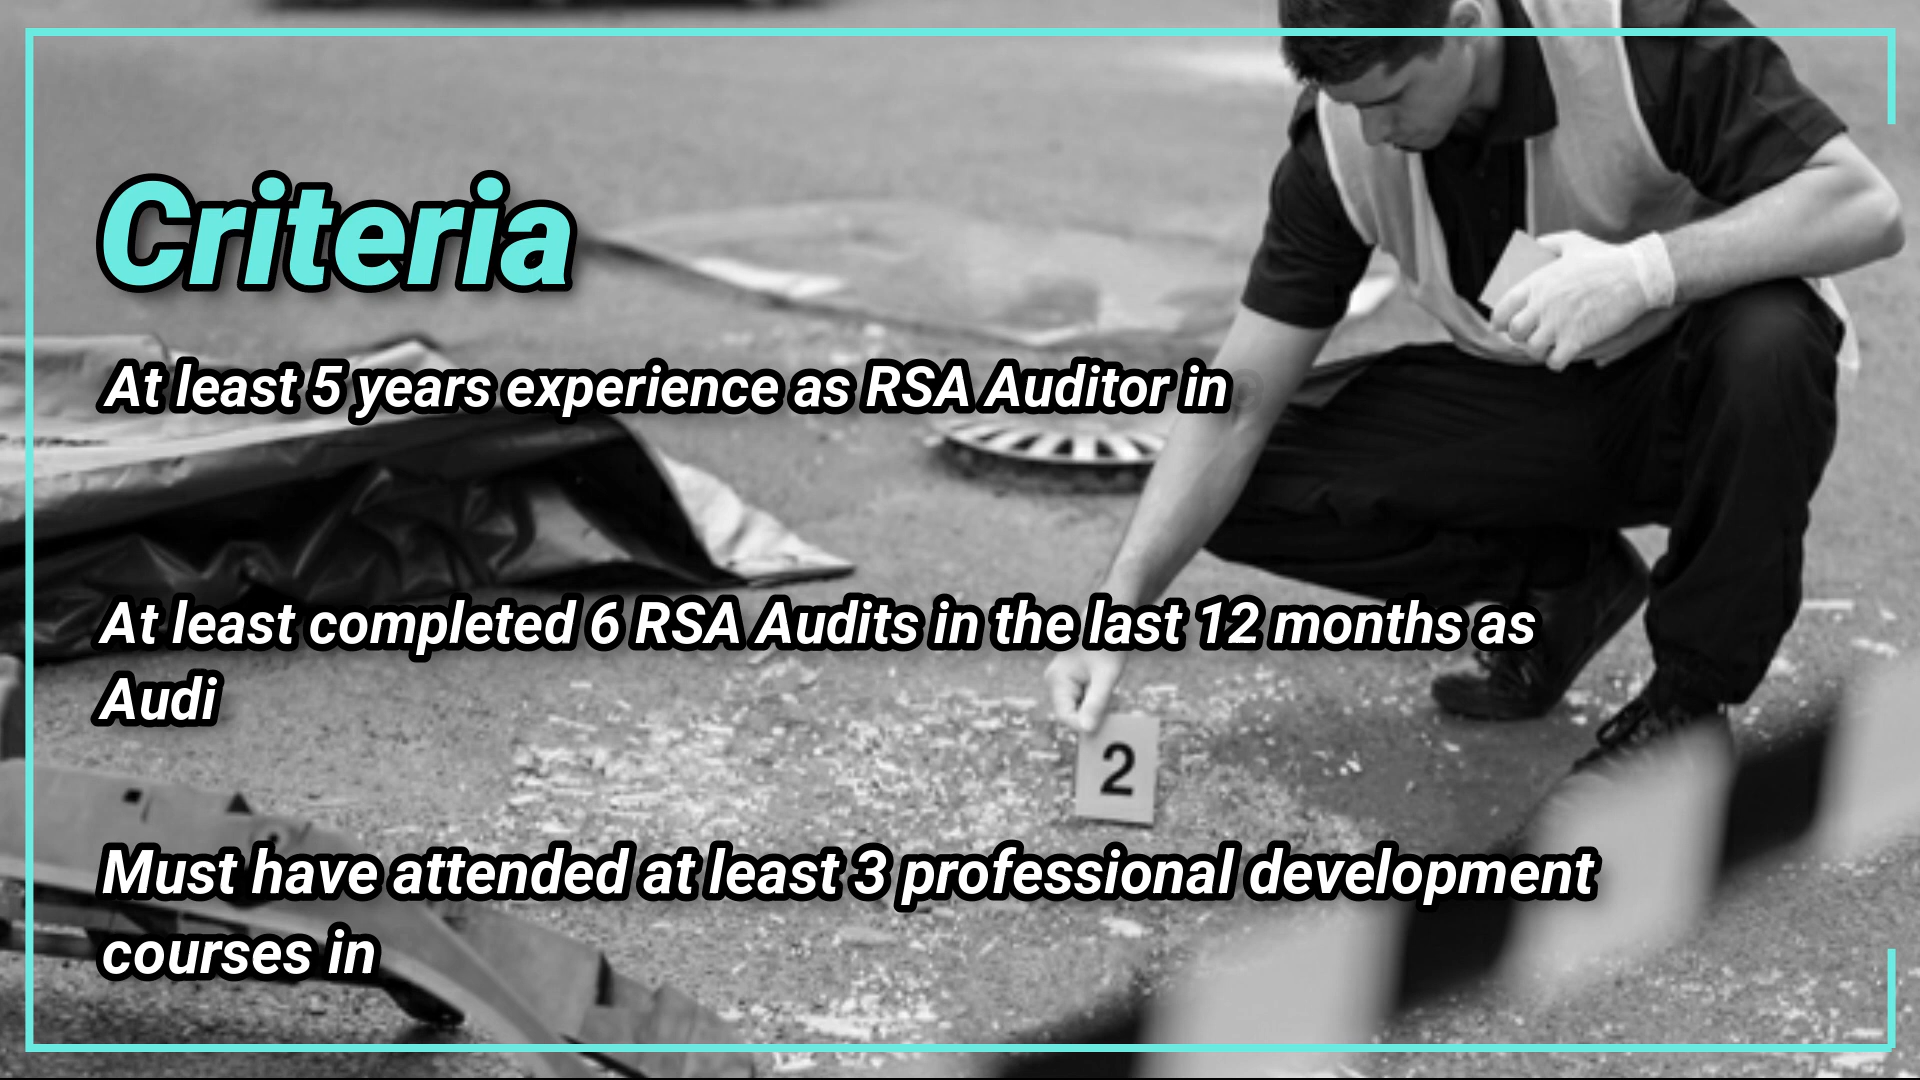 Criteria
At least 5 years experience as RSA Auditor in
At least completed 6 RSA Audits in the last 12 months as
Audi
2
Must have attended at least 3 professional development
courses in